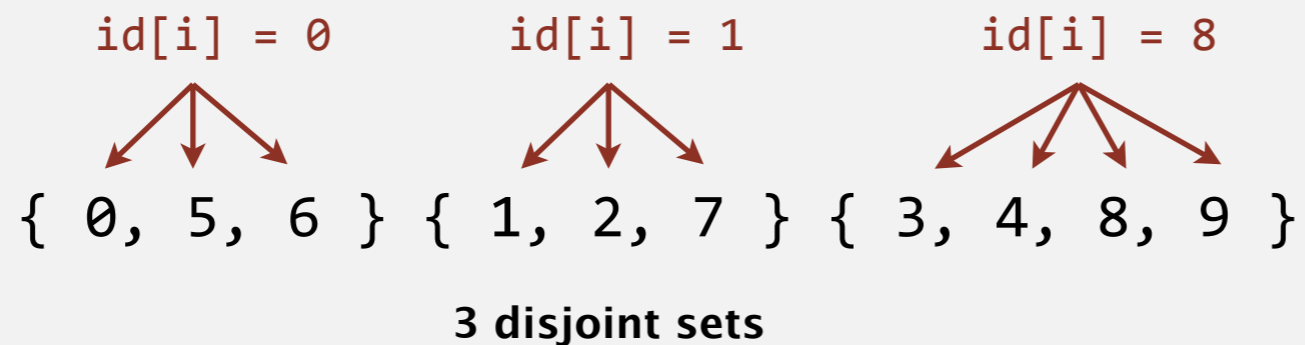 id[i] = 0 id[i] = 1 id[i] = 8
{ 0, 5, 6 } { 1, 2, 7 } { 3, 4, 8, 9 }
3 disjoint sets